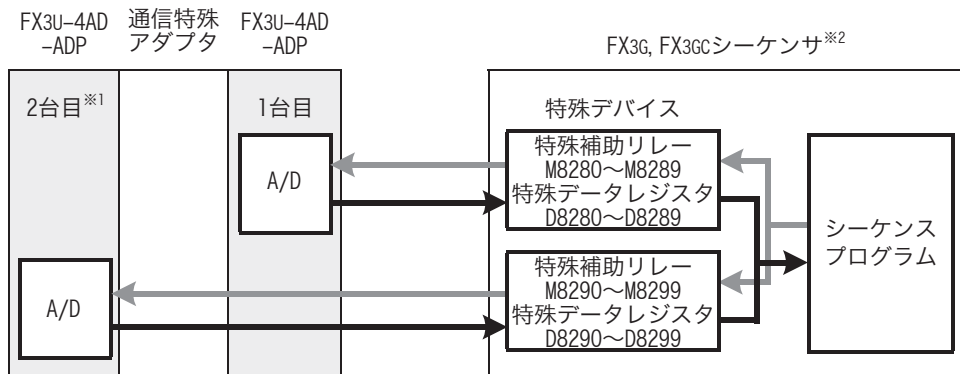 FX3U-4AD
-ADP
通信特殊
アダプタ
FX3U-4AD
-ADP
FX3G, FX3GCシーケンサ※2
2台目※1
1台目
特殊デバイス
A/D
特殊補助リレー
M8280～M8289
特殊データレジスタ
D8280～D8289
シーケンス
プログラム
A/D
特殊補助リレー
M8290～M8299
特殊データレジスタ
D8290～D8299